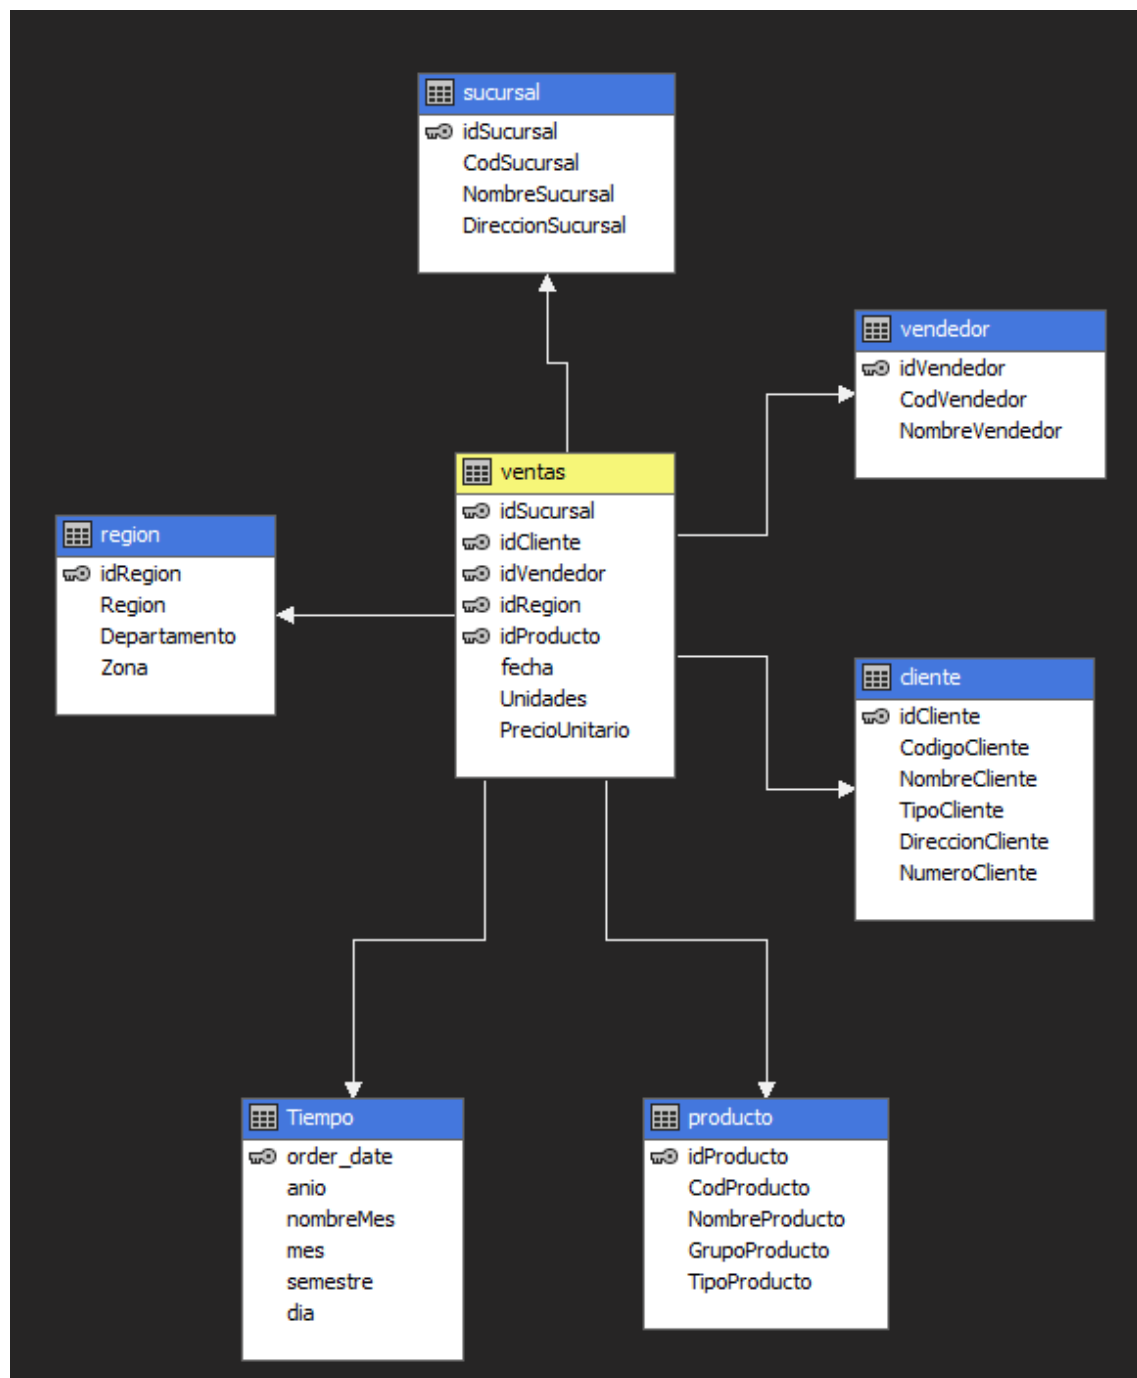 sucursal
idSucursal
CodSucursal
NombreSucursal
DireccionSucursal
vendedor
idVendedor
CodVendedor
NombreVendedor
ventas
idSucursal
idCliente
idVendedor
idRegion
idProducto
fecha
Unidades
PrecioUnitario
region
idRegion
Region
Departamento
Zona
cliente
idCliente
CodigoCliente
NombreCliente
TipoCliente
DireccionCliente
NumeroCliente
Tiempo
order_date
anio
nombreMes
mes
semestre
dia
producto
idProducto
CodProducto
NombreProducto
GrupoProducto
TipoProducto